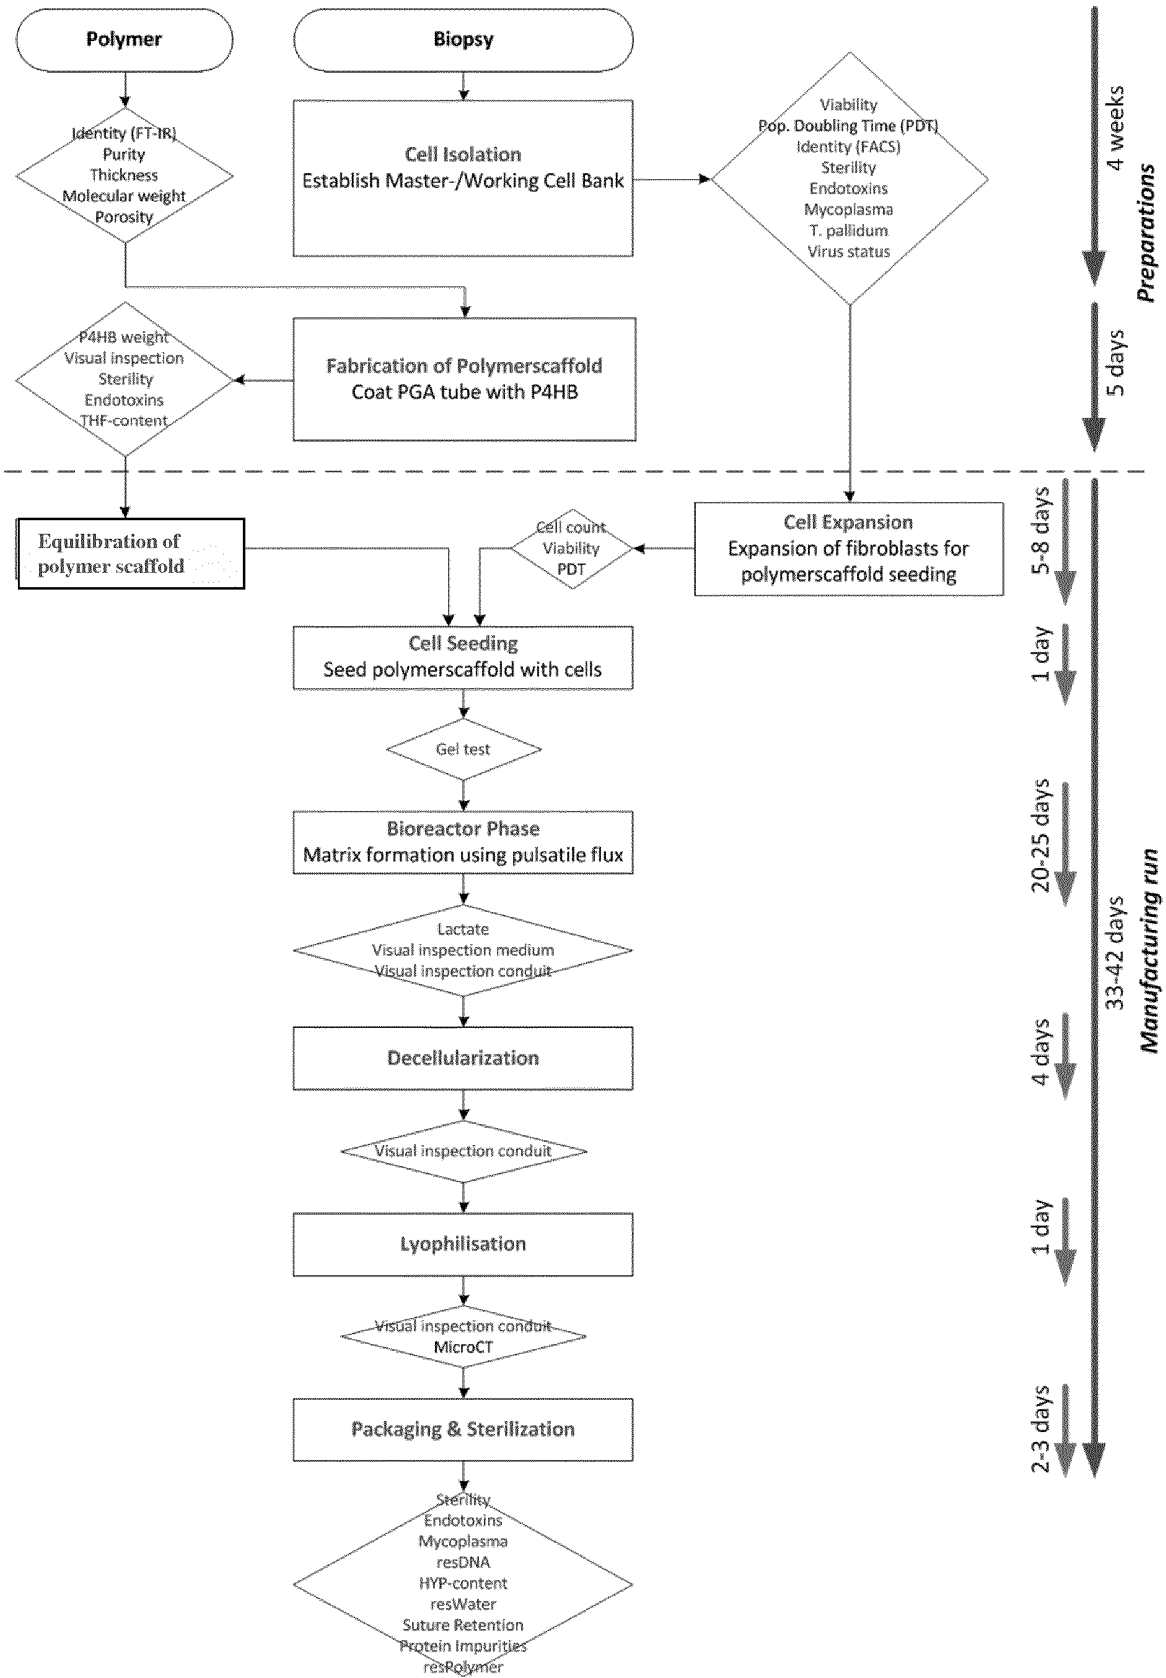 Polymer
Biopsy
Identity (FT-IR)
Purity
Thickness
Molecular weight
Porosity
Cell Isolation
Establish Master-/Working Cell Bank
Viability
Pop. Doubling Time (PDT)
Identity (FACS)
Sterility
Endotoxins
Mycoplasma
T. pallidum
Virus status
4 weeks
Preparations
P4HB weight
Visual inspection
Sterility
Endotoxins
THF-content
Fabrication of Polymerscaffold
Coat PGA tube with P4HB
5 days
Equilibration of
polymer scaffold
Cell count
Viability
PDT
Cell Expansion
Expansion of fibroblasts for
polymerscaffold seeding
5-8 days
Cell Seeding
Seed polymerscaffold with cells
1 day
Gel test
Bioreactor Phase
Matrix formation using pulsatile flux
20-25 days
Lactate
Visual inspection medium
Visual inspection conduit
33-42 days
Manufacturing run
Decellularization
4 days
Visual inspection conduit
Lyophilisation
1 day
Visual inspection conduit
MicroCT
Packaging & Sterilization
2-3 days
Sterility
Endotoxins
Mycoplasma
resDNA
HYP-content
resWater
Suture Retention
Protein Impurities
resPolymer